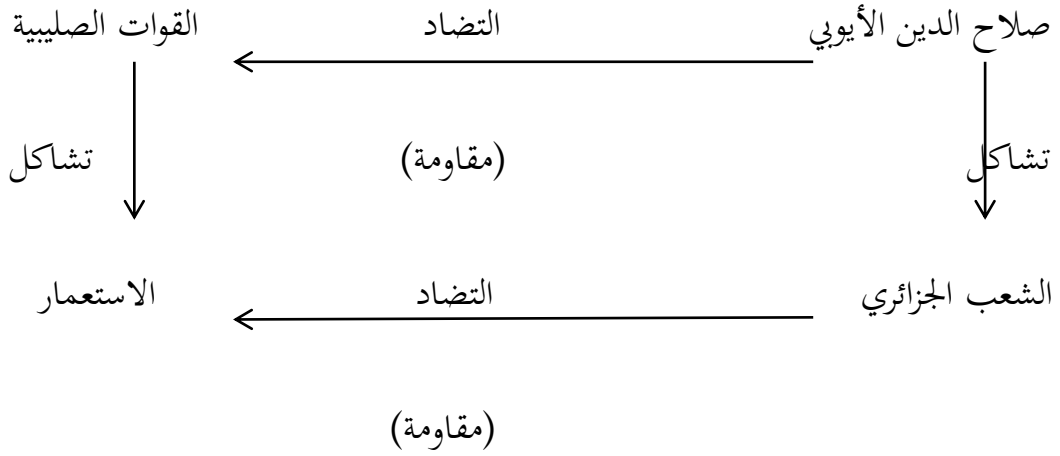 صلاح الدين الأيوبي التضاد القوات الصليبية
تشاكل (مقاومة) تشاكل
الشعب الجزائري التضاد الاستعمار
(مقاومة)